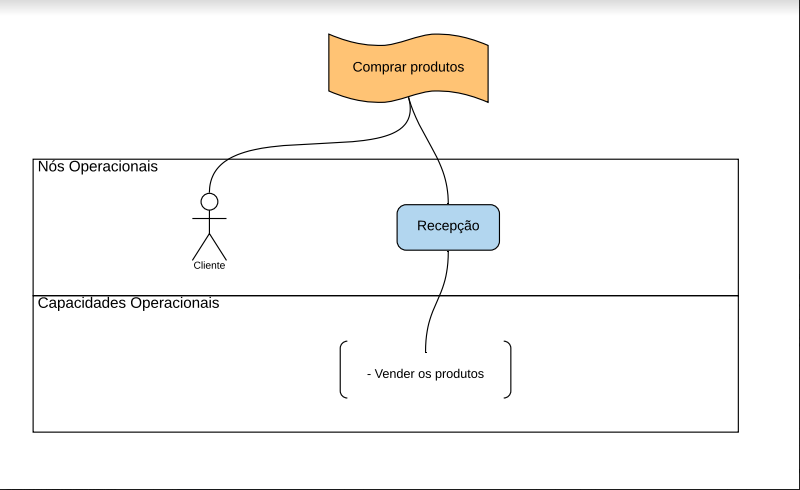 Comprar produtos
Nós Operacionais
Recepção
Cliente
Capacidades Operacionais
- Vender os produtos